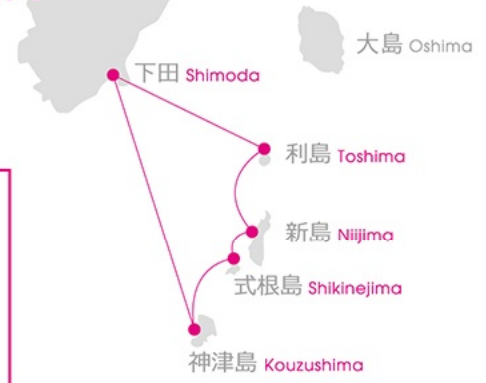 大島 Oshima
下田 Shimoda
利島 Toshima
新島 Niijima
式根島 Shikinejima
神津島 Kouzushima